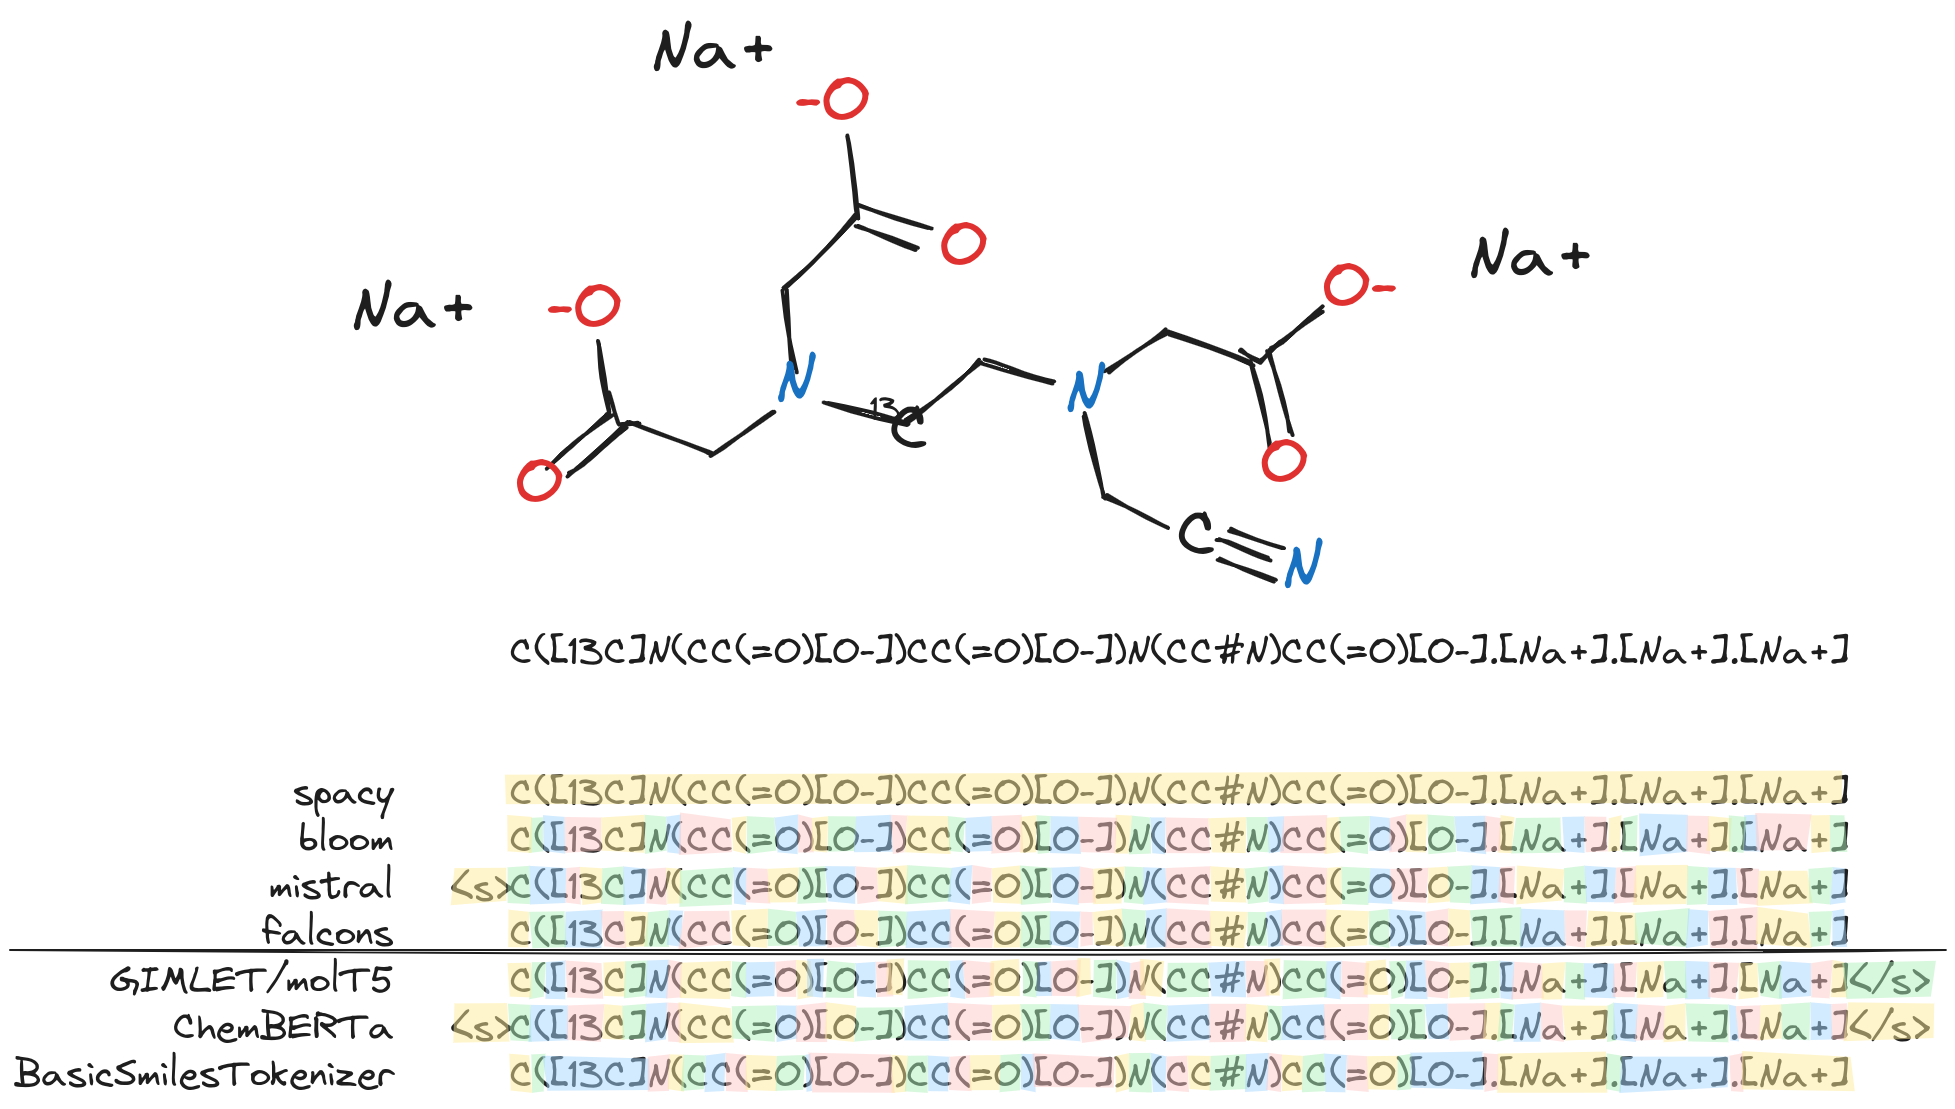 Na+
-O
O
Na+
Na+
-O
O-
N
13C
N
O
O
C
N
C([13C]N(CC(=O)[O-])CC(=O)[O-])N(CC#N)CC(=O)[O-].[Na+].[Na+].[Na+]
spacy C([13C]N(CC(=O)[O-])CC(=O)[O-])N(CC#N)CC(=O)[O-].[Na+].[Na+].[Na+]
bloom C([13C]N(CC(=O)[O-])CC(=O)[O-])N(CC#N)CC(=O)[O-].[Na+].[Na+].[Na+]
mistral <s>C([13C]N(CC(=O)[O-])CC(=O)[O-])N(CC#N)CC(=O)[O-].[Na+].[Na+].[Na+]
falcons C([13C]N(CC(=O)[O-])CC(=O)[O-])N(CC#N)CC(=O)[O-].[Na+].[Na+].[Na+]
GIMLET/molT5 C([13C]N(CC(=O)[O-])CC(=O)[O-])N(CC#N)CC(=O)[O-].[Na+].[Na+].[Na+]</s>
ChemBERTa <s>C([13C]N(CC(=O)[O-])CC(=O)[O-])N(CC#N)CC(=O)[O-].[Na+].[Na+].[Na+]</s>
BasicSmilesTokenizer C([13C]N(CC(=O)[O-])CC(=O)[O-])N(CC#N)CC(=O)[O-].[Na+].[Na+].[Na+]